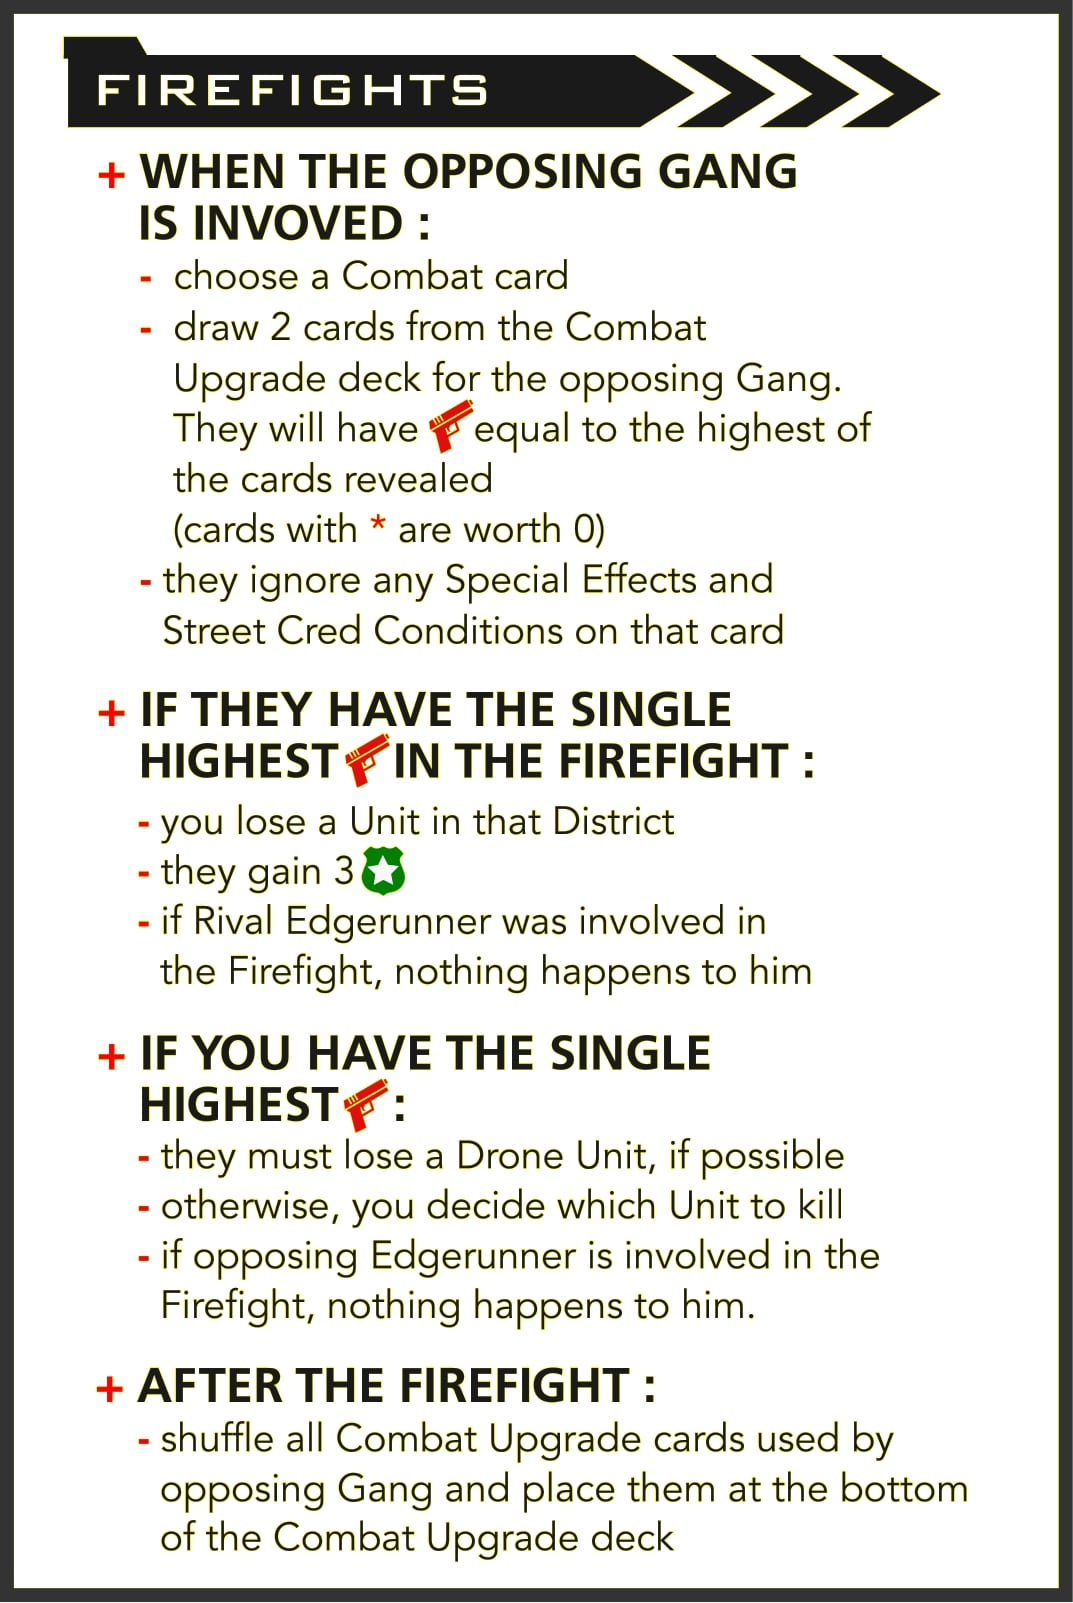 FIREFIGHTS
+ WHEN THE OPPOSING GANG
IS INVOVED :
- choose a Combat card
- draw 2 cards from the Combat
Upgrade deck for the opposing Gang.
They will have equal to the highest of
the cards revealed
(cards with * are worth 0)
- they ignore any Special Effects and
Street Cred Conditions on that card
+ IF THEY HAVE THE SINGLE
HIGHEST IN THE FIREFIGHT :
- you lose a Unit in that District
- they gain 3
- if Rival Edgerunner was involved in
the Firefight, nothing happens to him
+ IF YOU HAVE THE SINGLE
HIGHEST :
- they must lose a Drone Unit, if possible
- otherwise, you decide which Unit to kill
- if opposing Edgerunner is involved in the
Firefight, nothing happens to him.
+ AFTER THE FIREFIGHT :
- shuffle all Combat Upgrade cards used by
opposing Gang and place them at the bottom
of the Combat Upgrade deck